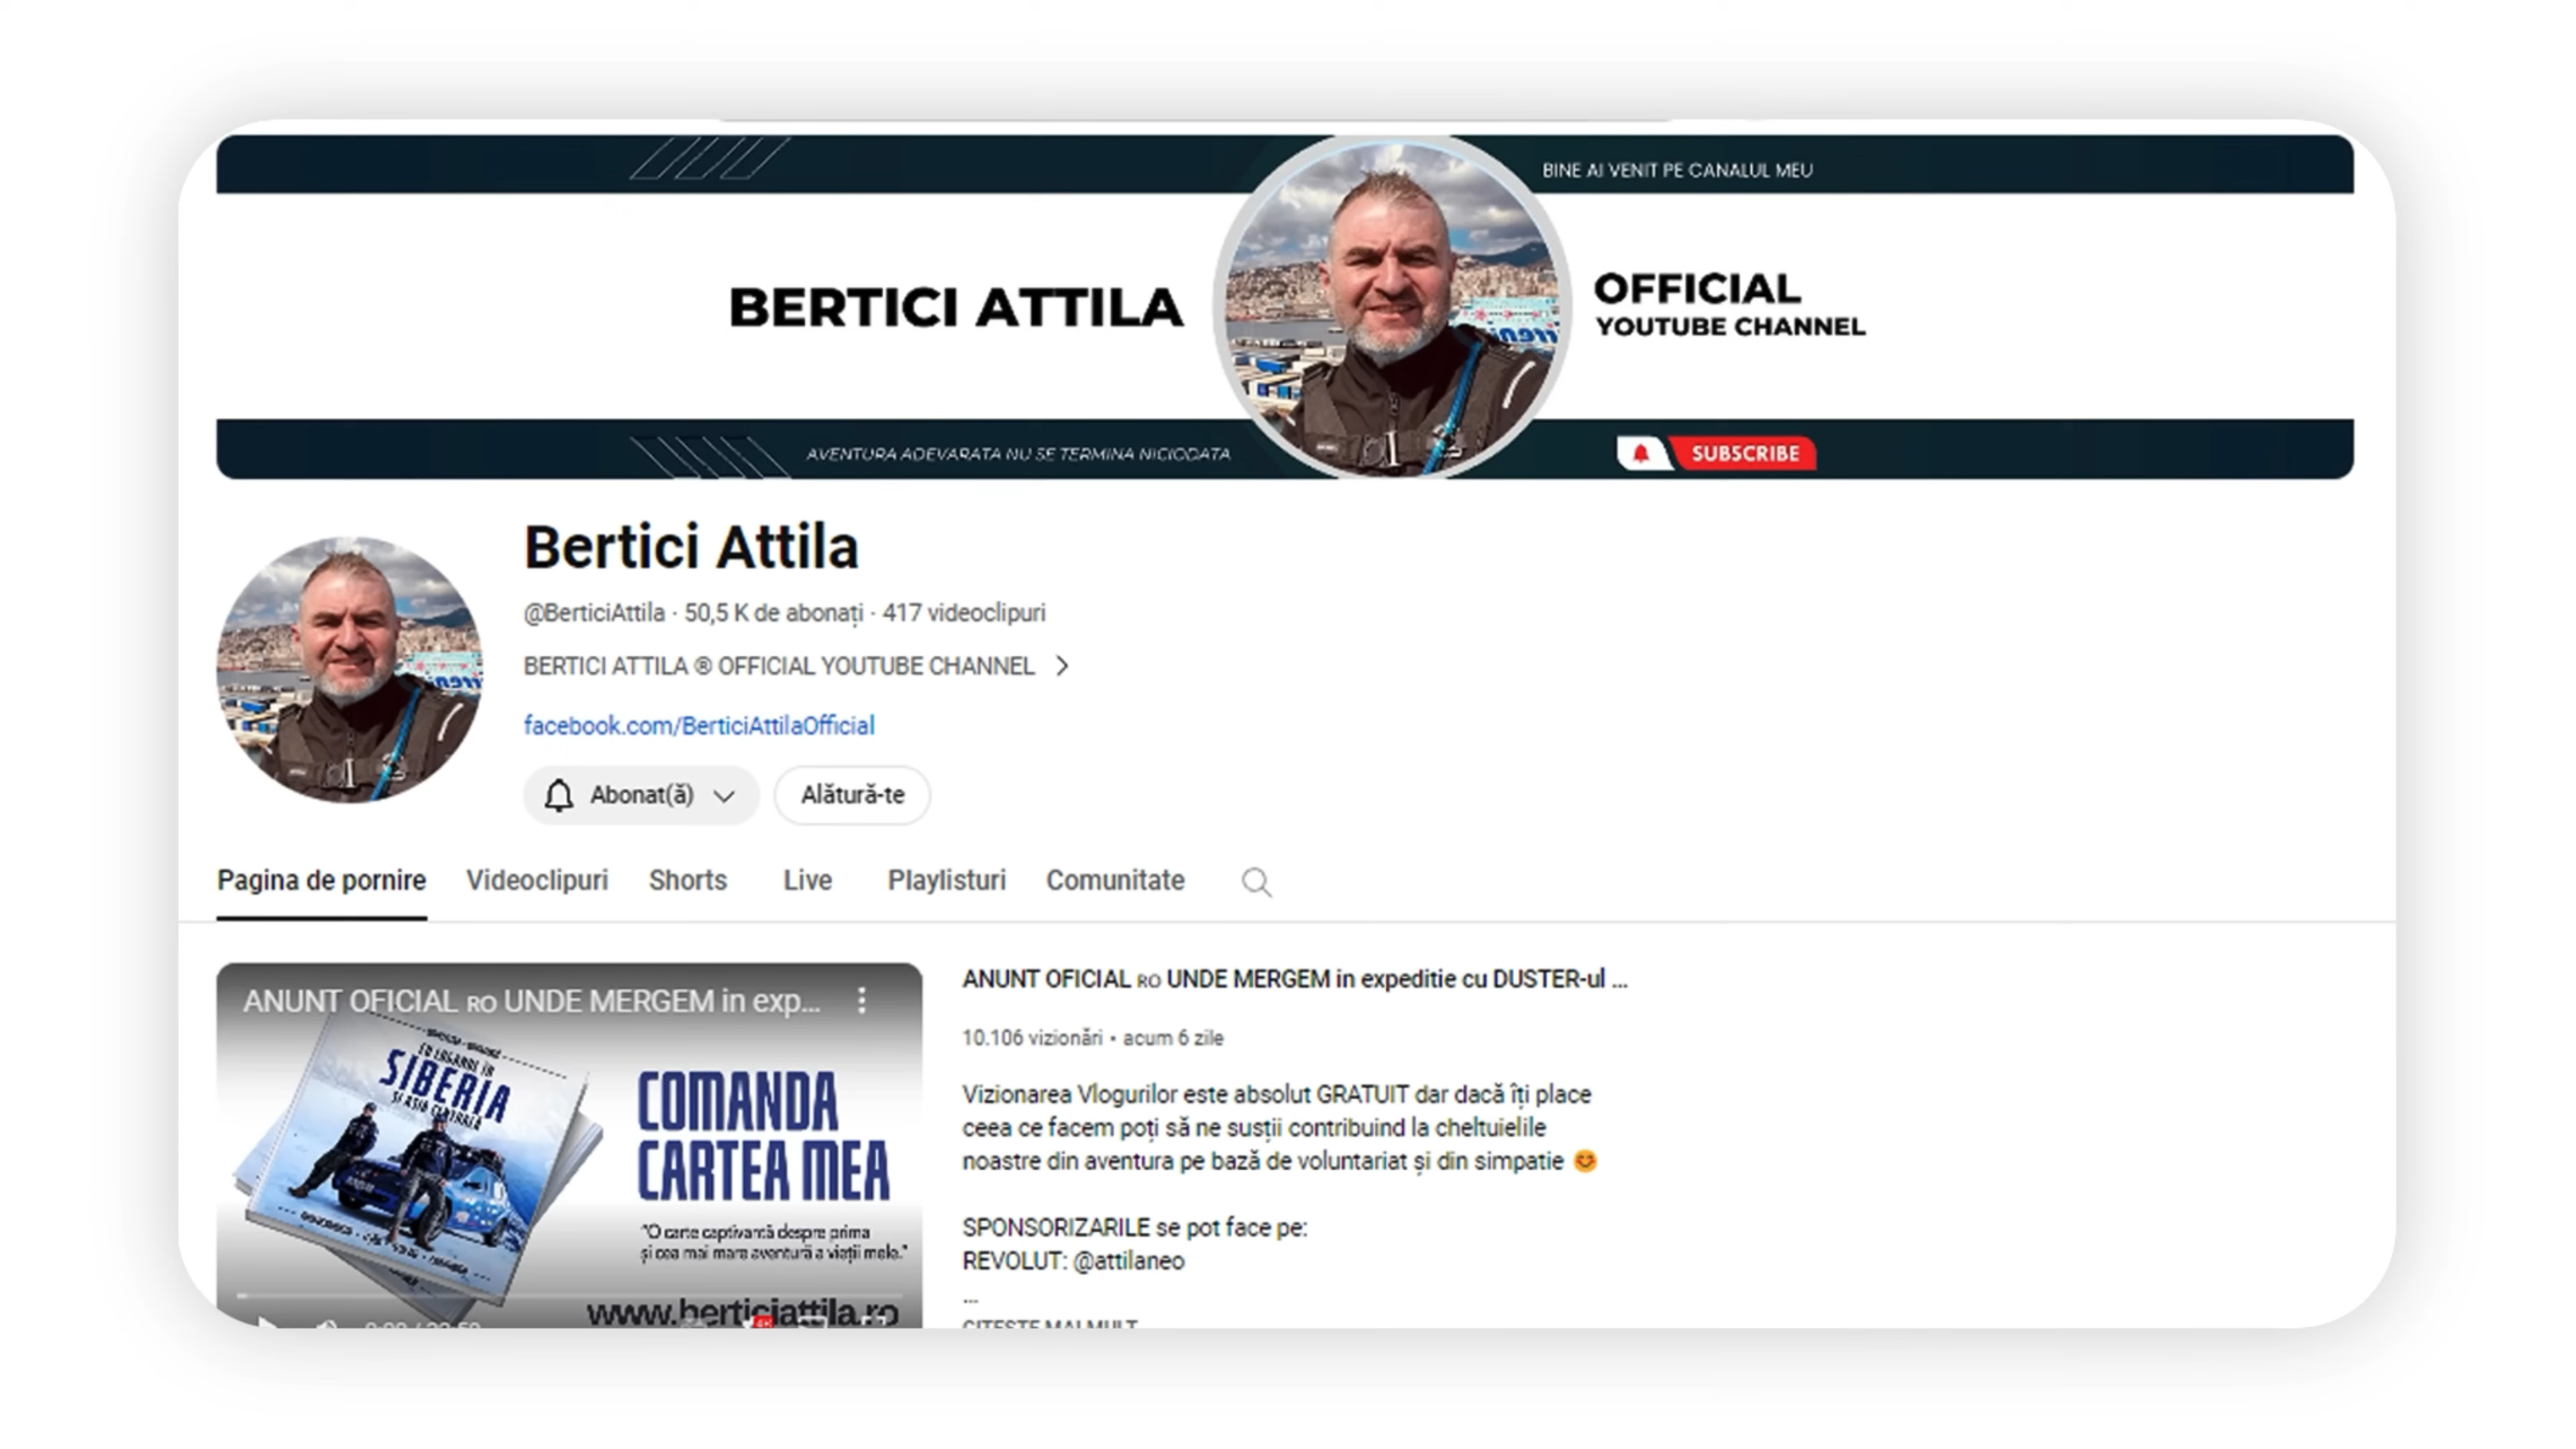 BINE AI VENIT PE CANALUL MEU
BERTICI ATTILA
OFFICIAL
YOUTUBE CHANNEL
AVENTURA ADEVARATA NU SE TERMINA NICIODATA
SUBSCRIBE
Bertici Attila
@BerticiAttila · 50,5 K de abonați · 417 videoclipuri
BERTICI ATTILA ® OFFICIAL YOUTUBE CHANNEL
facebook.com/BerticiAttilaOfficial
Abonat(ă)
Alătură-te
Pagina de pornire Videoclipuri Shorts Live Playlisturi Comunitate
ANUNT OFICIAL RO UNDE MERGEM in exp...
SIBERIA
COMANDA
CARTEA MEA
"O carte captivantă despre prima
și cea mai mare aventură a vieții mele."
www.berticiattila.ro
ANUNT OFICIAL RO UNDE MERGEM in expeditie cu DUSTER-ul ...
10.106 vizionări • acum 6 zile
Vizionarea Vlogurilor este absolut GRATUIT dar dacă îți place
ceea ce facem poți să ne susții contribuind la cheltuielile
noastre din aventura pe bază de voluntariat și din simpatie 😊
SPONSORIZARILE se pot face pe:
REVOLUT: @attilaneo
...